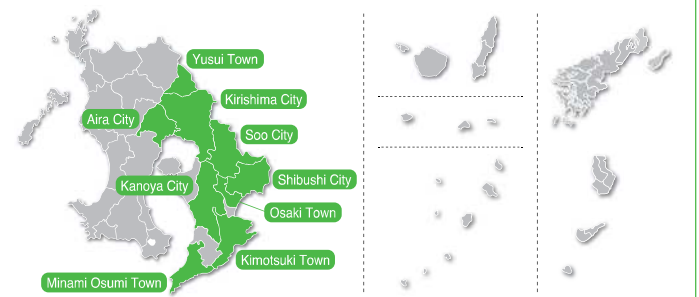 Yusui Town
Kirishima City
Aira City
Soo City
Kanoya City
Shibushi City
Osaki Town
Kimotsuki Town
Minami Osumi Town